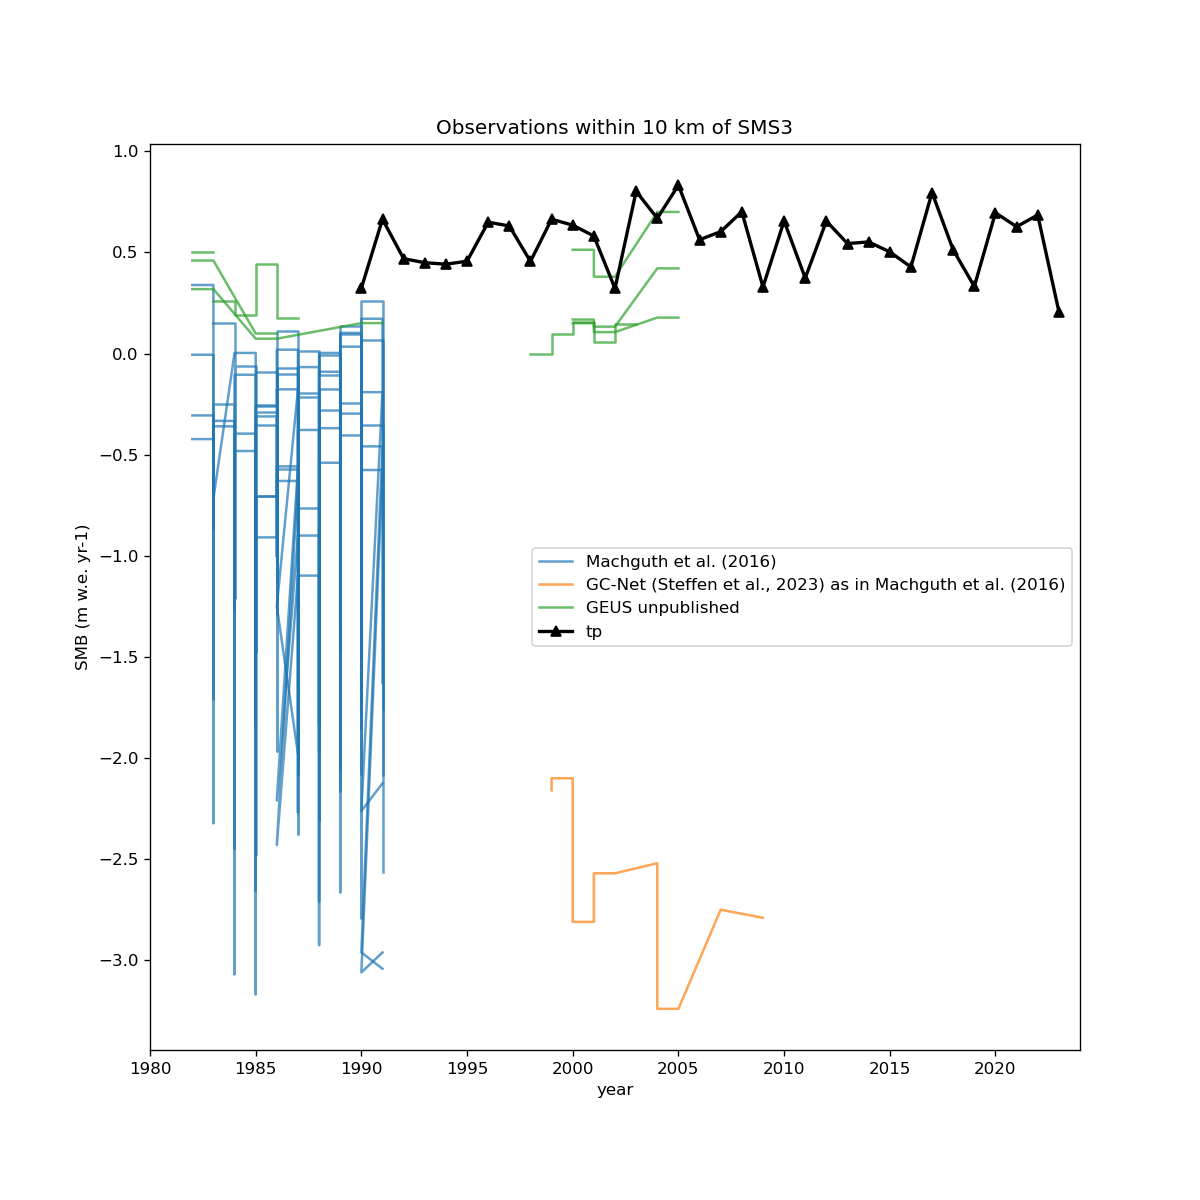 Observations within 10 km of SMS3
1.0
0.5
0.0
−0.5
−1.0
−1.5
−2.0
−2.5
−3.0
SMB (m w.e. yr-1)
Machguth et al. (2016)
GC-Net (Steffen et al., 2023) as in Machguth et al. (2016)
GEUS unpublished
tp
1980 1985 1990 1995 2000 2005 2010 2015 2020
year